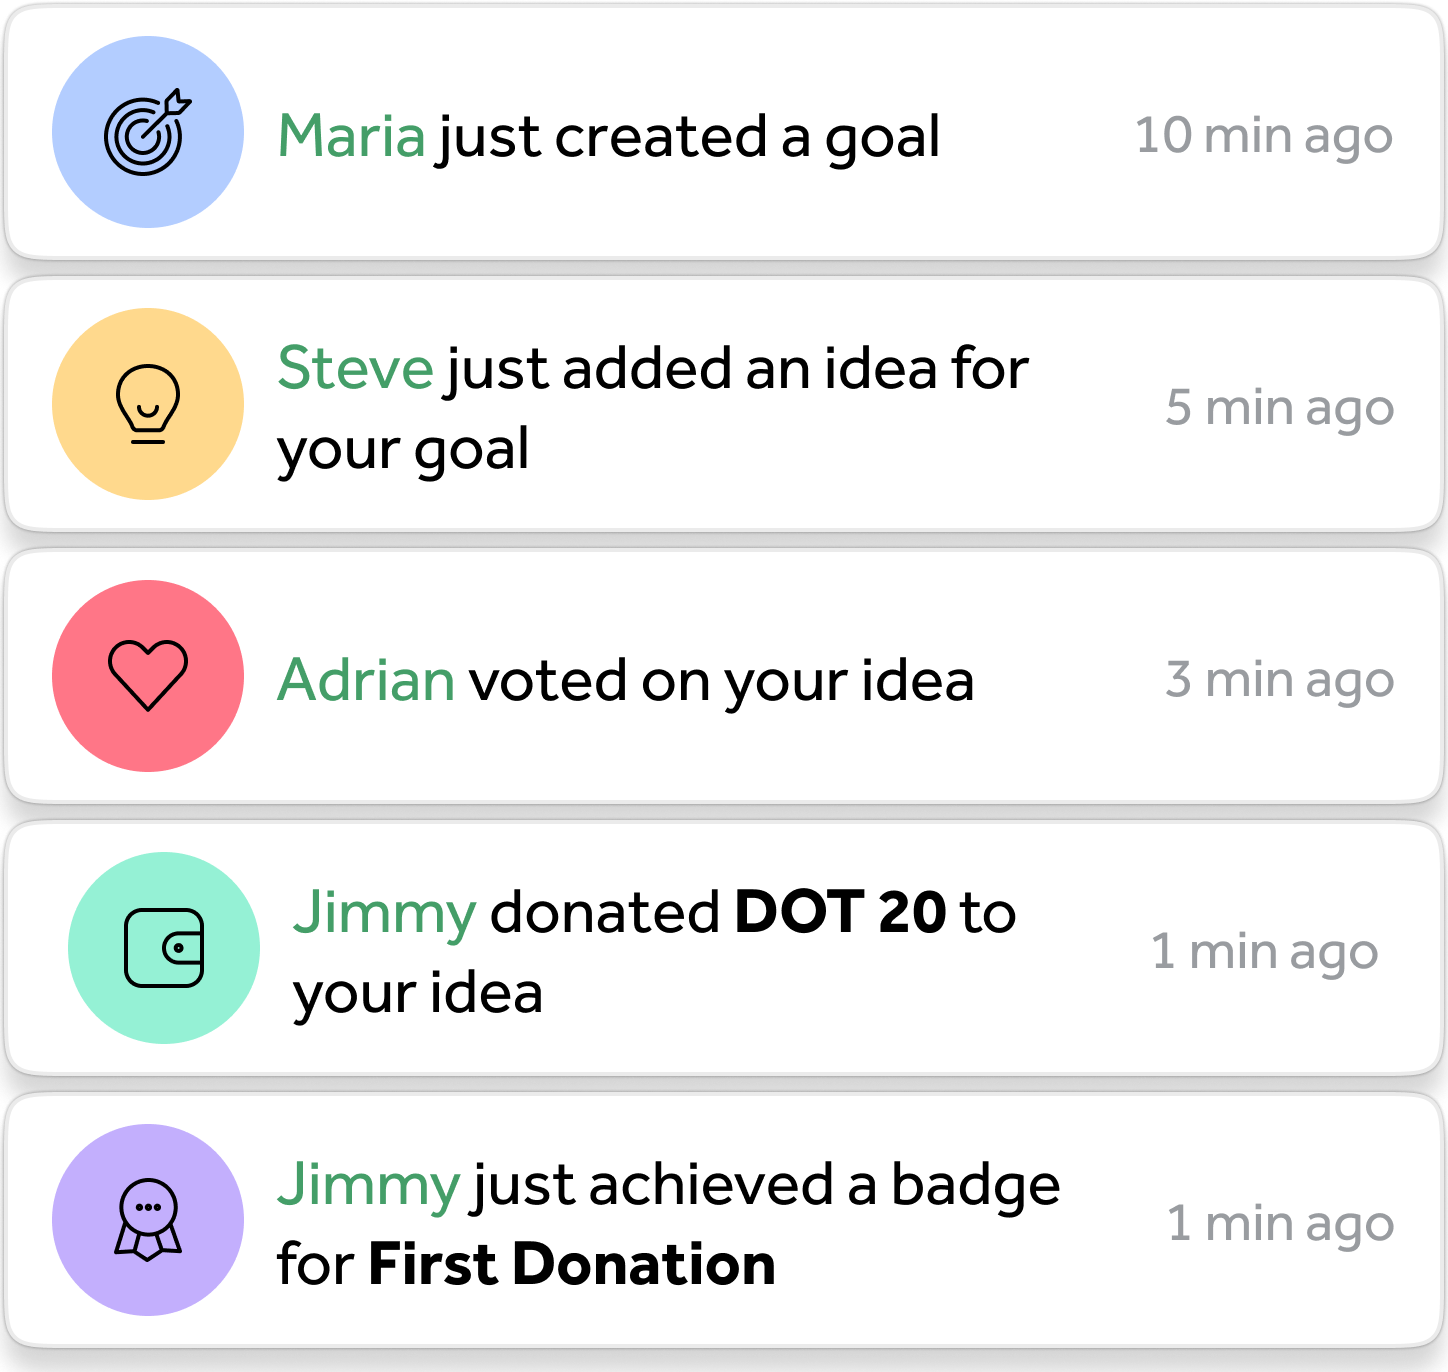 Maria just created a goal
10 min ago
Steve just added an idea for
your goal
5 min ago
Adrian voted on your idea
3 min ago
Jimmy donated DOT 20 to
your idea
1 min ago
Jimmy just achieved a badge
for First Donation
1 min ago